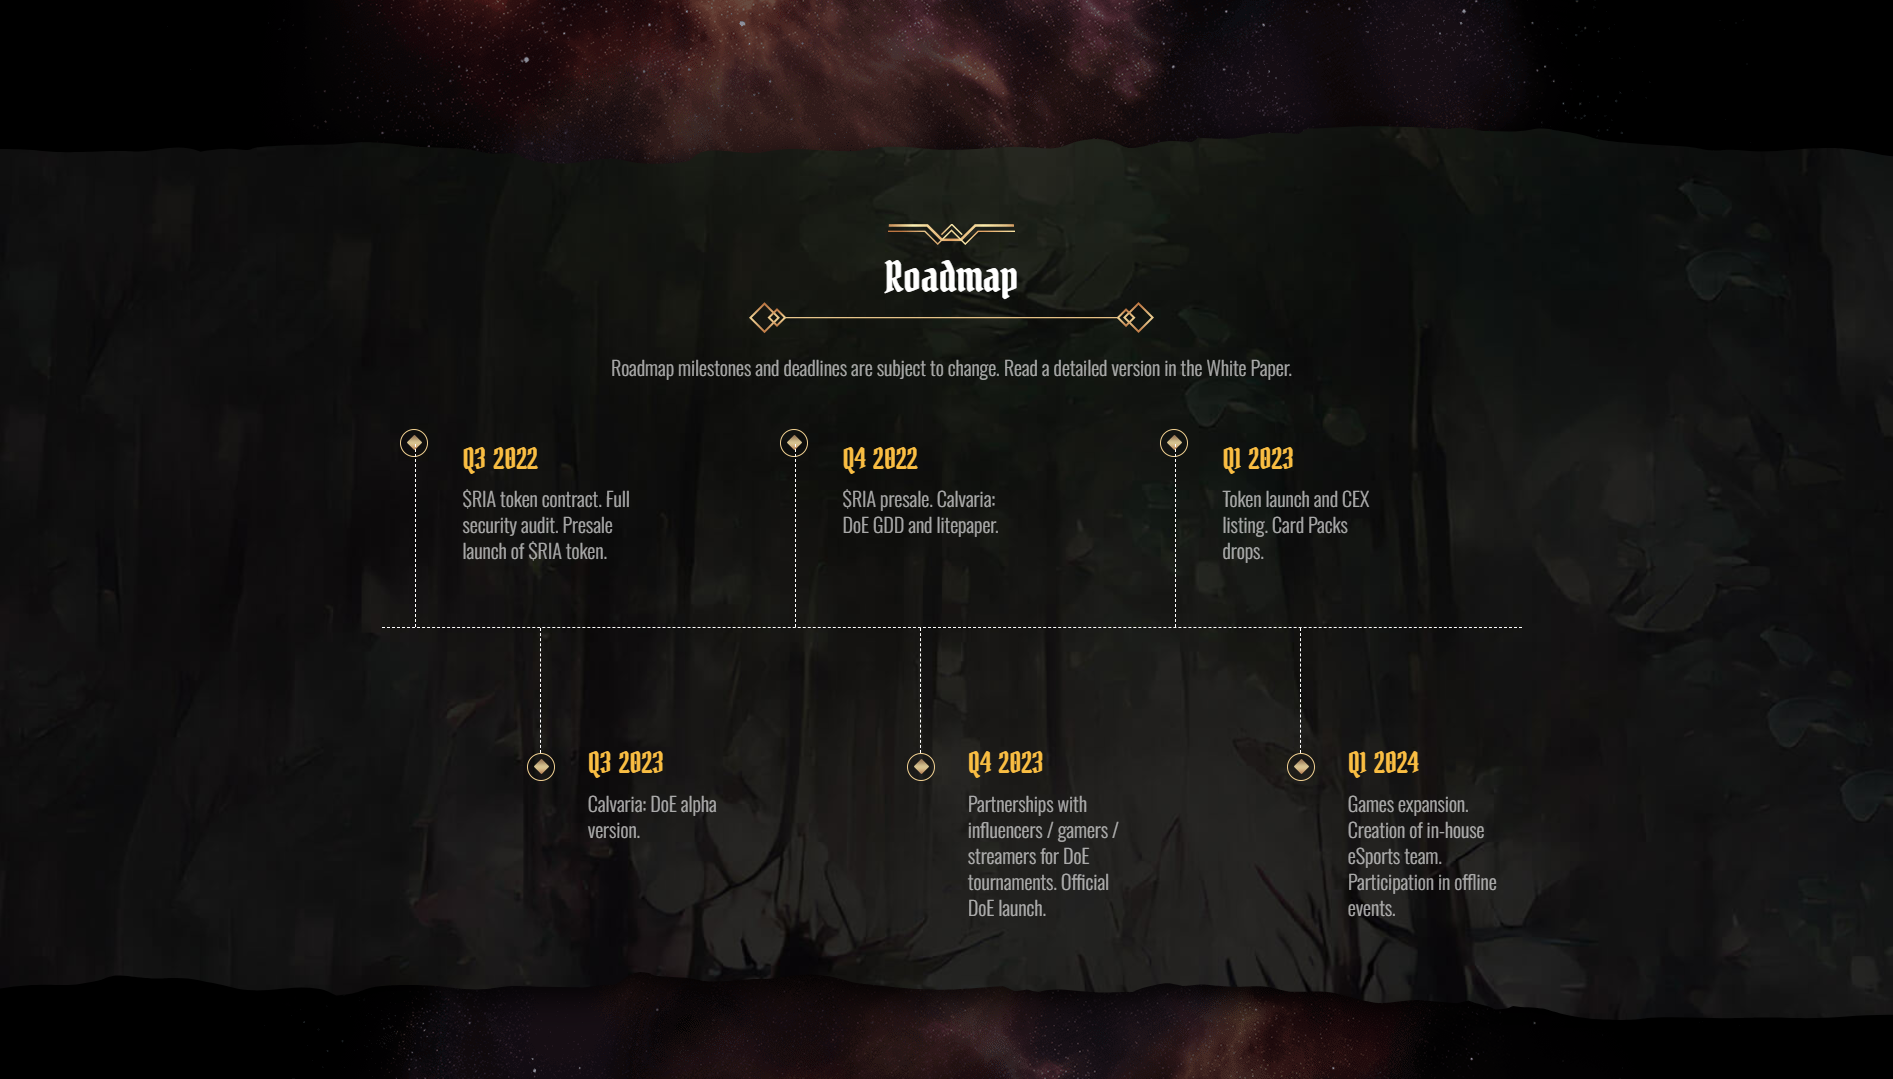 Roadmap
Roadmap milestones and deadlines are subject to change. Read a detailed version in the White Paper.
Q3 2022
$RIA token contract. Full
security audit. Presale
launch of $RIA token.
Q4 2022
$RIA presale. Calvaria:
DoE GDD and litepaper.
Q1 2023
Token launch and CEX
listing. Card Packs
drops.
Q3 2023
Calvaria: DoE alpha
version.
Q4 2023
Partnerships with
influencers / gamers /
streamers for DoE
tournaments. Official
DoE launch.
Q1 2024
Games expansion.
Creation of in-house
eSports team.
Participation in offline
events.